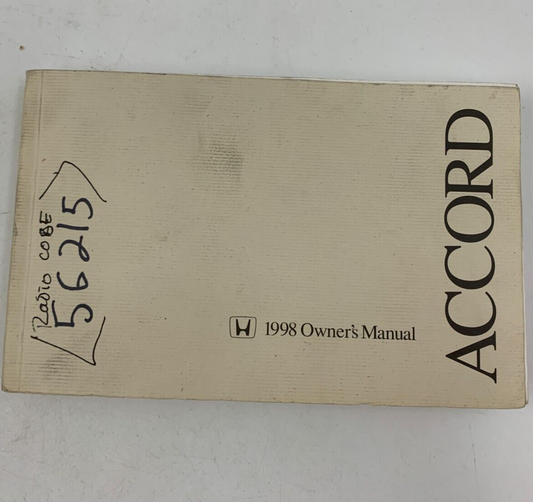 Radio CODE
56215
1998 Owner's Manual
ACCORD